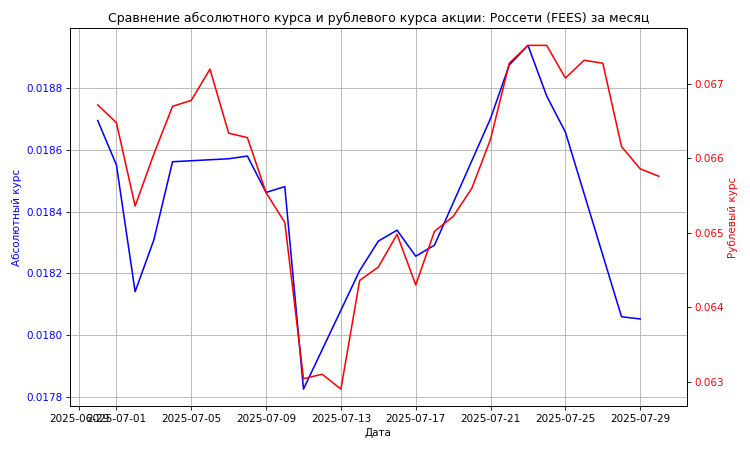 Сравнение абсолютного курса и рублевого курса акции: Россети (FEES) за месяц
0.0188
0.0186
0.0184
0.0182
0.0180
0.0178
Абсолютный курс
0.067
0.066
0.065
0.064
0.063
Рублевый курс
2025-06-29 2025-07-01 2025-07-05 2025-07-09 2025-07-13 2025-07-17 2025-07-21 2025-07-25 2025-07-29
Дата